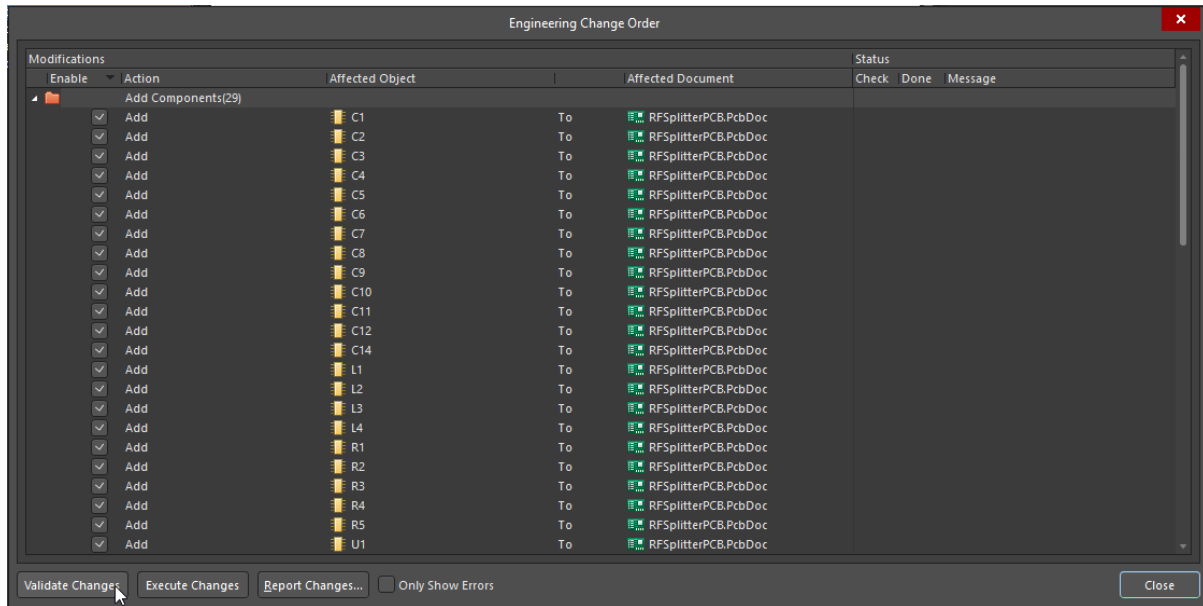 Engineering Change Order
Modifications Status
Enable Action Affected Object Affected Document Check Done Message
Add Components(29)
Add C1 To RFSplitterPCB.PcbDoc
Add C2 To RFSplitterPCB.PcbDoc
Add C3 To RFSplitterPCB.PcbDoc
Add C4 To RFSplitterPCB.PcbDoc
Add C5 To RFSplitterPCB.PcbDoc
Add C6 To RFSplitterPCB.PcbDoc
Add C7 To RFSplitterPCB.PcbDoc
Add C8 To RFSplitterPCB.PcbDoc
Add C9 To RFSplitterPCB.PcbDoc
Add C10 To RFSplitterPCB.PcbDoc
Add C11 To RFSplitterPCB.PcbDoc
Add C12 To RFSplitterPCB.PcbDoc
Add C14 To RFSplitterPCB.PcbDoc
Add L1 To RFSplitterPCB.PcbDoc
Add L2 To RFSplitterPCB.PcbDoc
Add L3 To RFSplitterPCB.PcbDoc
Add L4 To RFSplitterPCB.PcbDoc
Add R1 To RFSplitterPCB.PcbDoc
Add R2 To RFSplitterPCB.PcbDoc
Add R3 To RFSplitterPCB.PcbDoc
Add R4 To RFSplitterPCB.PcbDoc
Add R5 To RFSplitterPCB.PcbDoc
Add U1 To RFSplitterPCB.PcbDoc
Validate Changes Execute Changes Report Changes... Only Show Errors Close